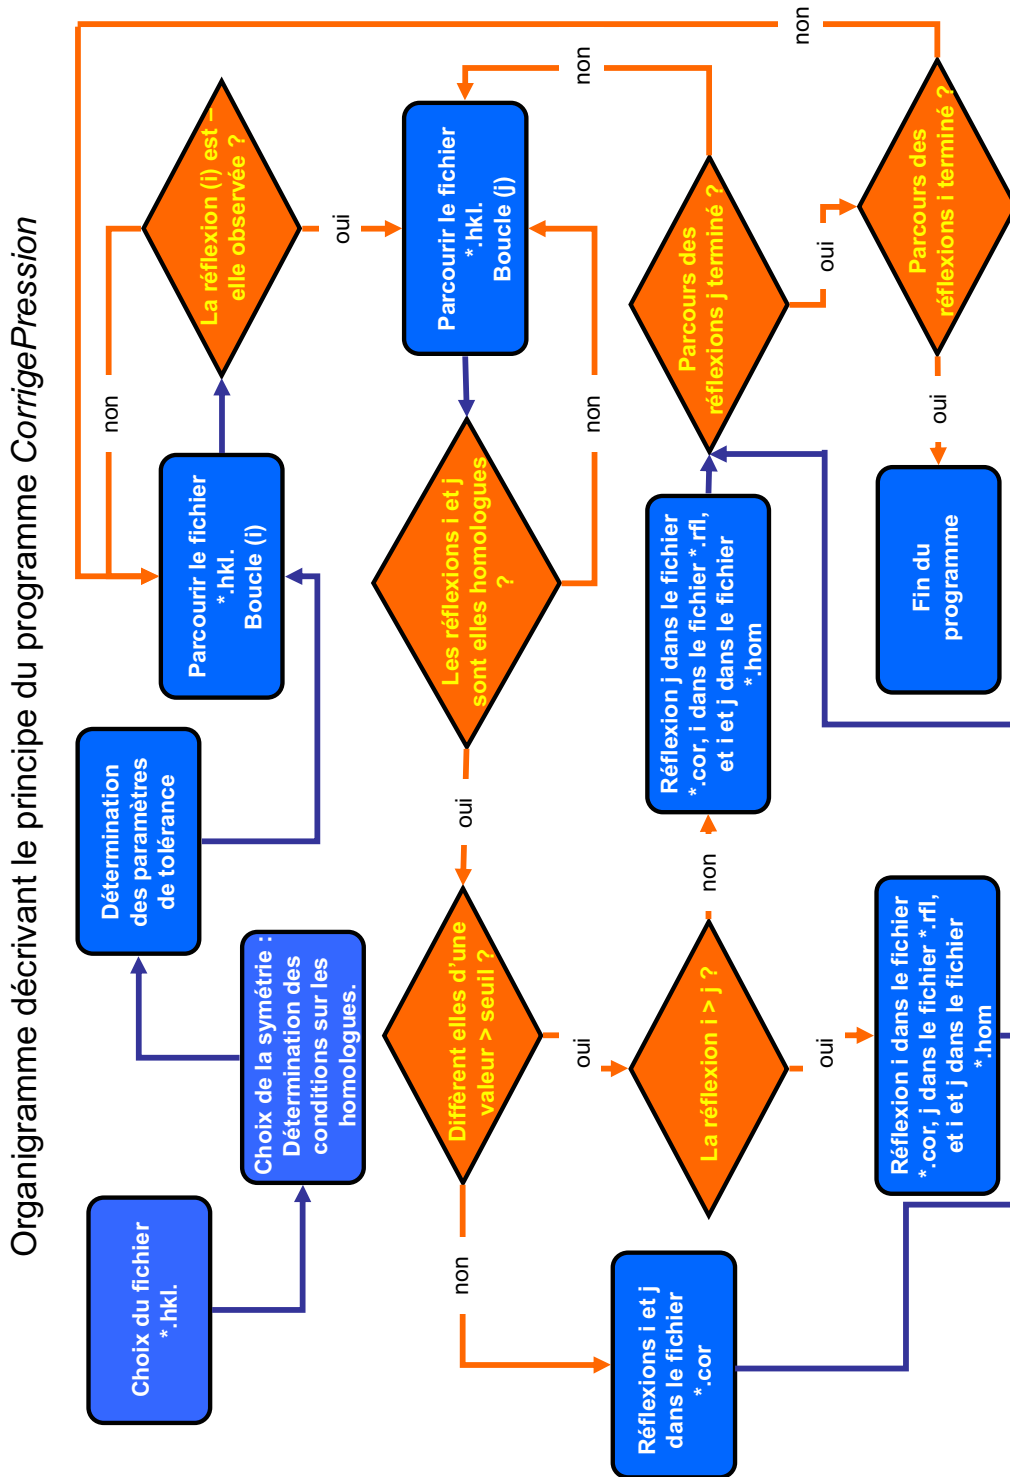 Organigramme décrivant le principe du programme CorrigePression
Choix du fichier
*.hkl.
Choix de la symétrie :
Détermination des
conditions sur les
homologues.
Détermination
des paramètres
de tolérance
Parcourir le fichier
*.hkl.
Boucle (i)
non
La réflexion (i) est –
elle observée ?
oui
Parcourir le fichier
*.hkl.
Boucle (j)
non
Les réflexions i et j
sont elles homologues
?
non
oui
Diffèrent elles d'une
valeur > seuil ?
non
oui
Réflexions i et j
dans le fichier
*.cor
La réflexion i > j ?
non
oui
Réflexion j dans le fichier
*.cor, i dans le fichier *.rfl,
et i et j dans le fichier
*.hom
Réflexion i dans le fichier
*.cor, j dans le fichier *.rfl,
et i et j dans le fichier
*.hom
Parcours des
réflexions j terminé ?
oui
non
Parcours des
réflexions i terminé ?
oui
Fin du
programme